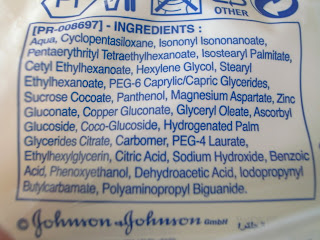 OTHER
[PR-008697] - INGREDIENTS :
Aqua, Cyclopentasiloxane, Isononyl Isononanoate,
Pentaerythrityl Tetraethylhexanoate, Isostearyl Palmitate,
Cetyl Ethylhexanoate, Hexylene Glycol, Stearyl
Ethylhexanoate, PEG-6 Caprylic/Capric Glycerides,
Sucrose Cocoate, Panthenol, Magnesium Aspartate, Zinc
Gluconate, Copper Gluconate, Glyceryl Oleate, Ascorbyl
Glucoside, Coco-Glucoside, Hydrogenated Palm
Glycerides Citrate, Carbomer, PEG-4 Laurate,
Ethylhexylglycerin, Citric Acid, Sodium Hydroxide, Benzoic
Acid, Phenoxyethanol, Dehydroacetic Acid, Iodopropynyl
Butylcarbamate, Polyaminopropyl Biguanide.
© Johnson & Johnson GmbH